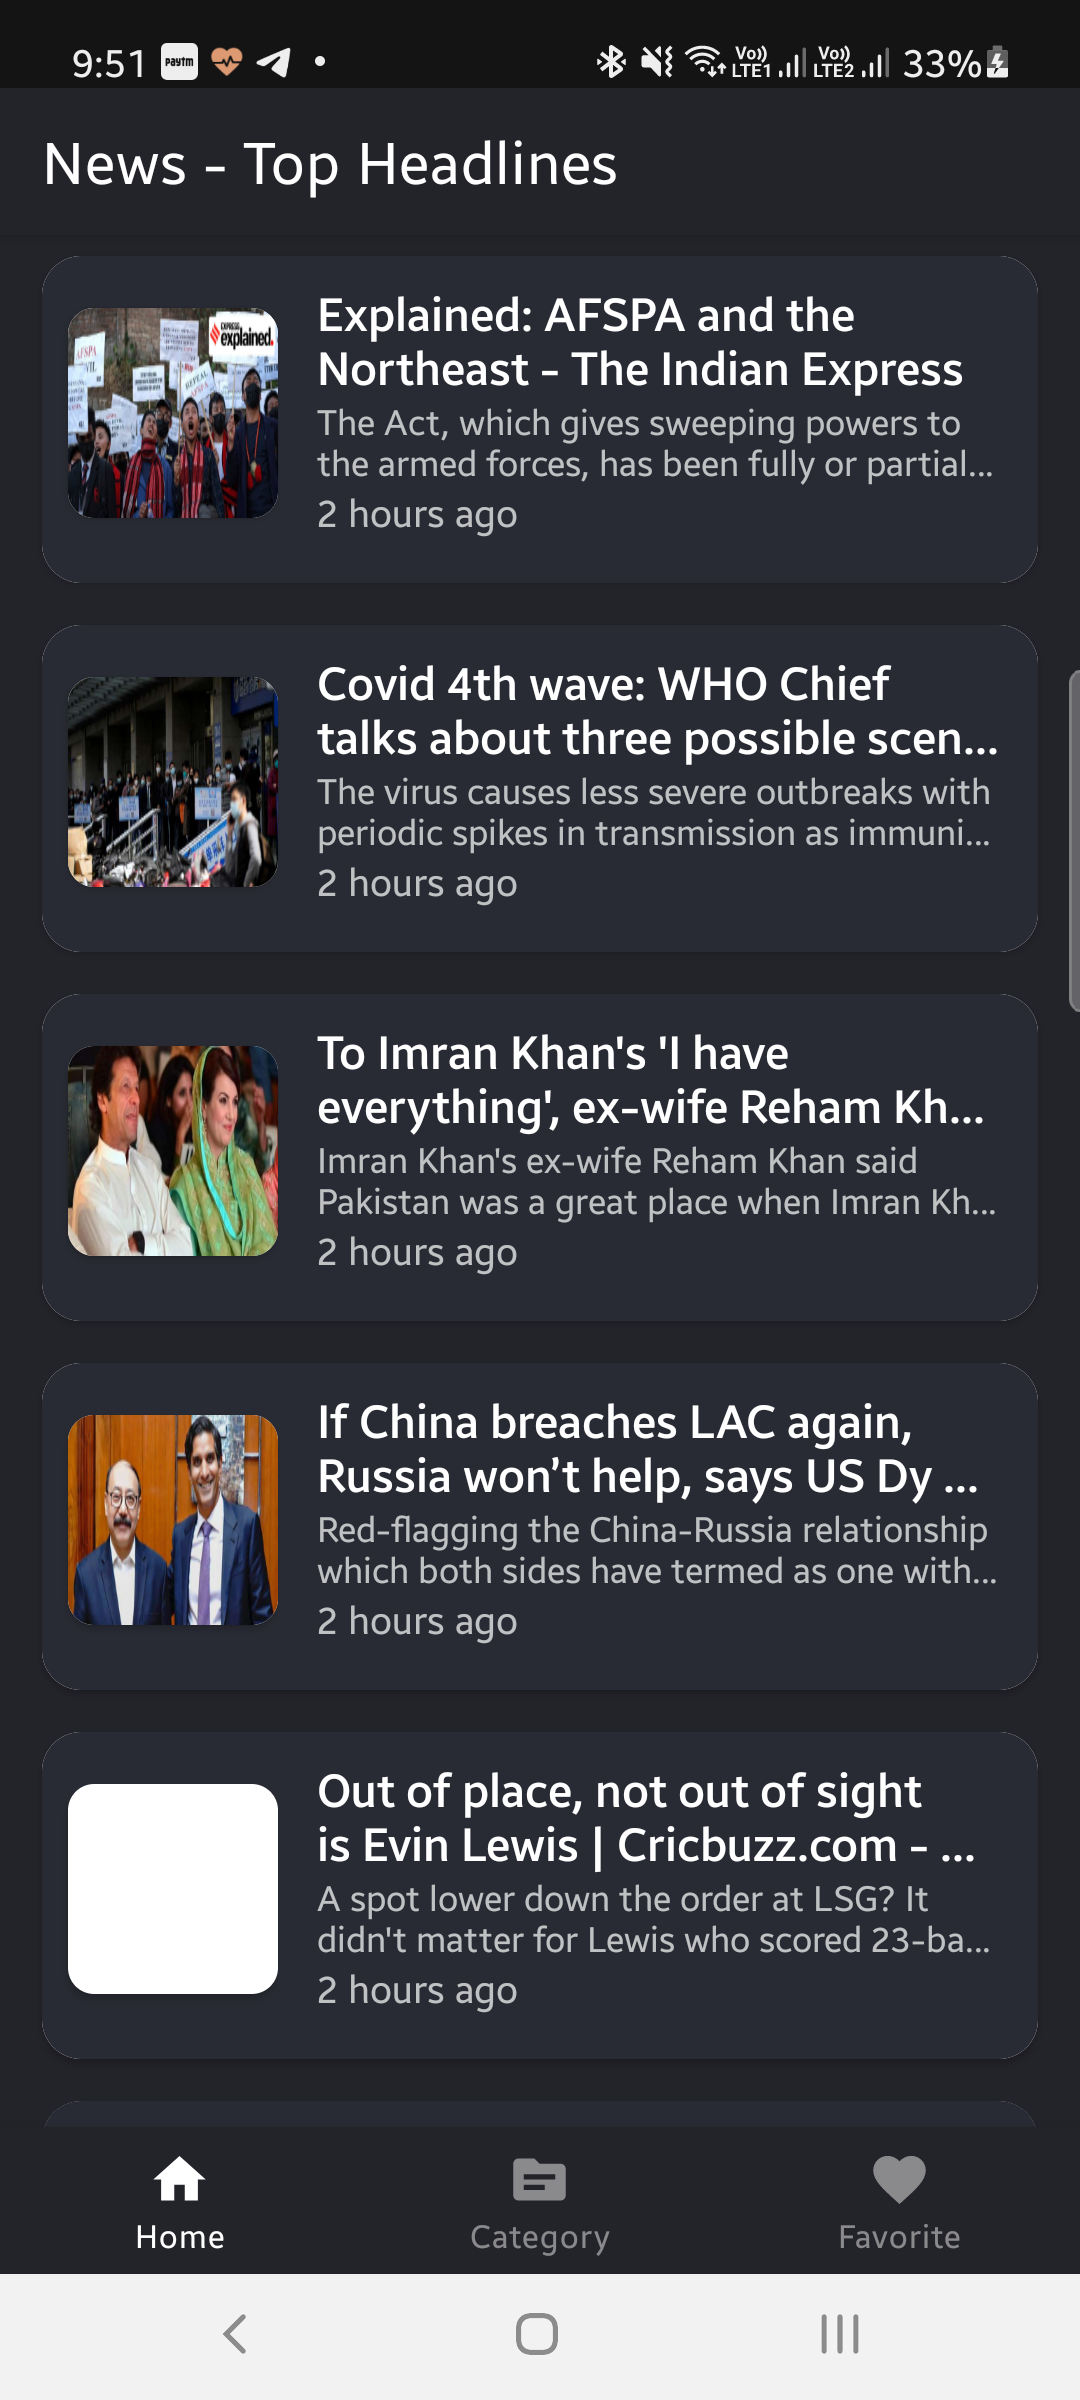 9:51 paytm Vo)) LTE1 Vo)) LTE2 33%
News - Top Headlines
EXPRESS explained.
AFSPA
REPEAL
Explained: AFSPA and the
Northeast - The Indian Express
The Act, which gives sweeping powers to
the armed forces, has been fully or partial...
2 hours ago
Covid 4th wave: WHO Chief
talks about three possible scen...
The virus causes less severe outbreaks with
periodic spikes in transmission as immuni...
2 hours ago
To Imran Khan's 'I have
everything', ex-wife Reham Kh...
Imran Khan's ex-wife Reham Khan said
Pakistan was a great place when Imran Kh...
2 hours ago
If China breaches LAC again,
Russia won’t help, says US Dy ...
Red-flagging the China-Russia relationship
which both sides have termed as one with...
2 hours ago
Out of place, not out of sight
is Evin Lewis | Cricbuzz.com - ...
A spot lower down the order at LSG? It
didn't matter for Lewis who scored 23-ba...
2 hours ago
Home Category Favorite